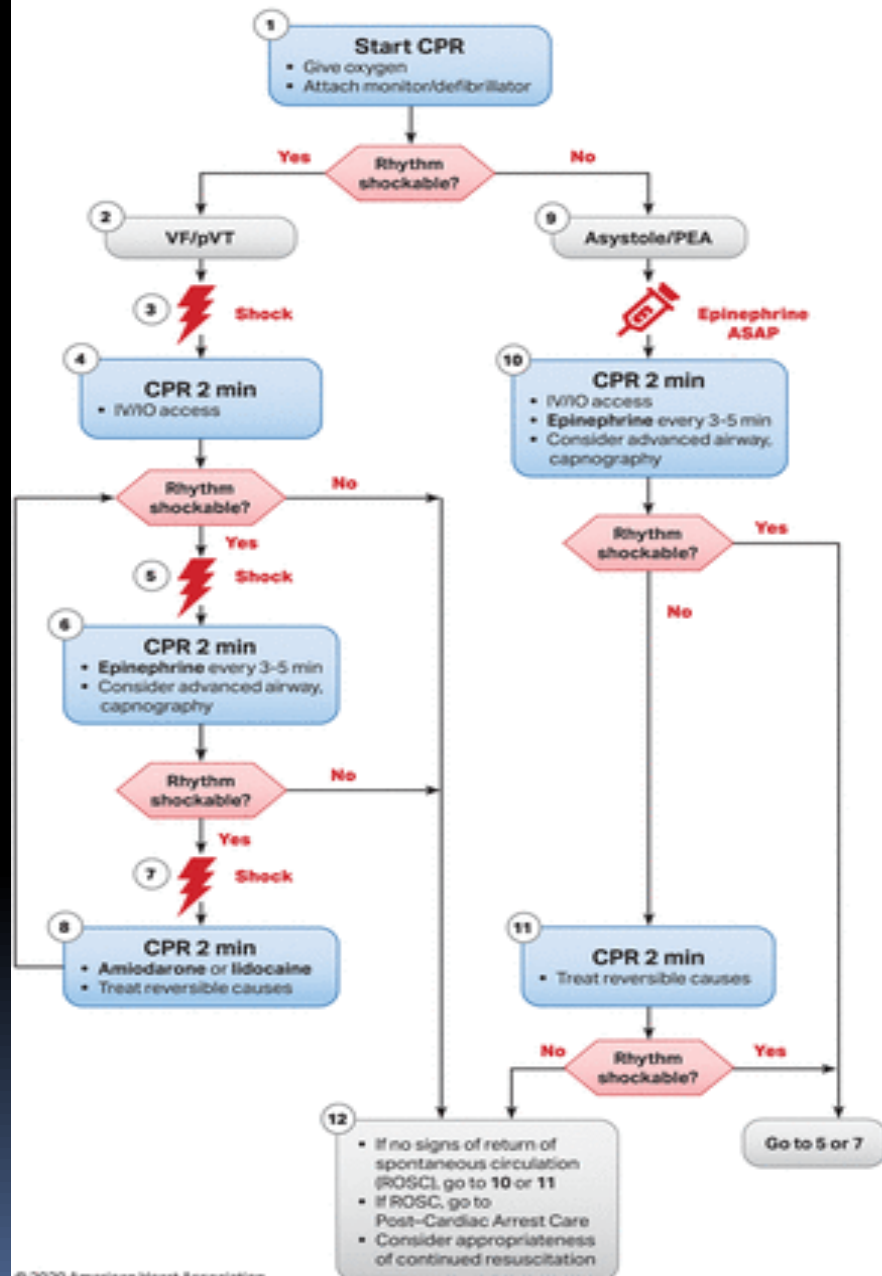 1
Start CPR
• Give oxygen
• Attach monitor/defibrillator
Yes
Rhythm
shockable?
No
2
VF/pVT
9
Asystole/PEA
3
Shock
Epinephrine
ASAP
4
CPR 2 min
• IV/IO access
10
CPR 2 min
• IV/IO access
• Epinephrine every 3-5 min
• Consider advanced airway,
capnography
Rhythm
shockable?
No
Yes
Rhythm
shockable?
Yes
No
5
Shock
6
CPR 2 min
• Epinephrine every 3-5 min
• Consider advanced airway,
capnography
Rhythm
shockable?
No
Yes
7
Shock
8
CPR 2 min
• Amiodarone or lidocaine
• Treat reversible causes
11
CPR 2 min
• Treat reversible causes
No
Rhythm
shockable?
Yes
12
• If no signs of return of
spontaneous circulation
(ROSC), go to 10 or 11
• If ROSC, go to
Post–Cardiac Arrest Care
• Consider appropriateness
of continued resuscitation
Go to 5 or 7
© 2020 American Heart Association